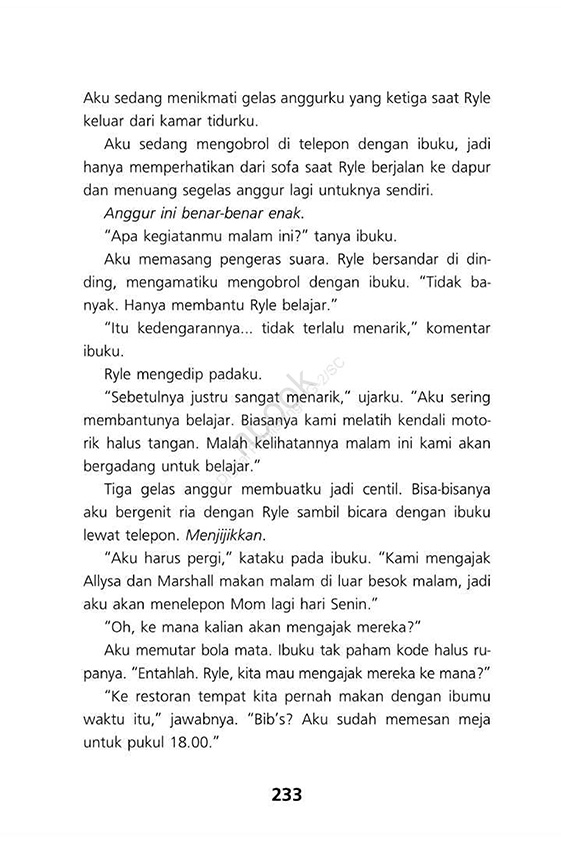 Aku sedang menikmati gelas anggurku yang ketiga saat Ryle
keluar dari kamar tidurku.
Aku sedang mengobrol di telepon dengan ibuku, jadi
hanya memperhatikan dari sofa saat Ryle berjalan ke dapur
dan menuang segelas anggur lagi untuknya sendiri.
Anggur ini benar-benar enak.
“Apa kegiatanmu malam ini?” tanya ibuku.
Aku memasang pengeras suara. Ryle bersandar di din-
ding, mengamatiku mengobrol dengan ibuku. “Tidak ba-
nyak. Hanya membantu Ryle belajar.”
“Itu kedengarannya... tidak terlalu menarik,” komentar
ibuku.
Ryle mengedip padaku.
“Sebetulnya justru sangat menarik,” ujarku. “Aku sering
membantunya belajar. Biasanya kami melatih kendali moto-
rik halus tangan. Malah kelihatannya malam ini kami akan
bergadang untuk belajar.”
Tiga gelas anggur membuatku jadi centil. Bisa-bisanya
aku bergenit ria dengan Ryle sambil bicara dengan ibuku
lewat telepon. Menjijikkan.
“Aku harus pergi,” kataku pada ibuku. “Kami mengajak
Allysa dan Marshall makan malam di luar besok malam, jadi
aku akan menelepon Mom lagi hari Senin.”
“Oh, ke mana kalian akan mengajak mereka?”
Aku memutar bola mata. Ibuku tak paham kode halus ru-
panya. “Entahlah. Ryle, kita mau mengajak mereka ke mana?”
“Ke restoran tempat kita pernah makan dengan ibumu
waktu itu,” jawabnya. “Bib’s? Aku sudah memesan meja
untuk pukul 18.00.”
233